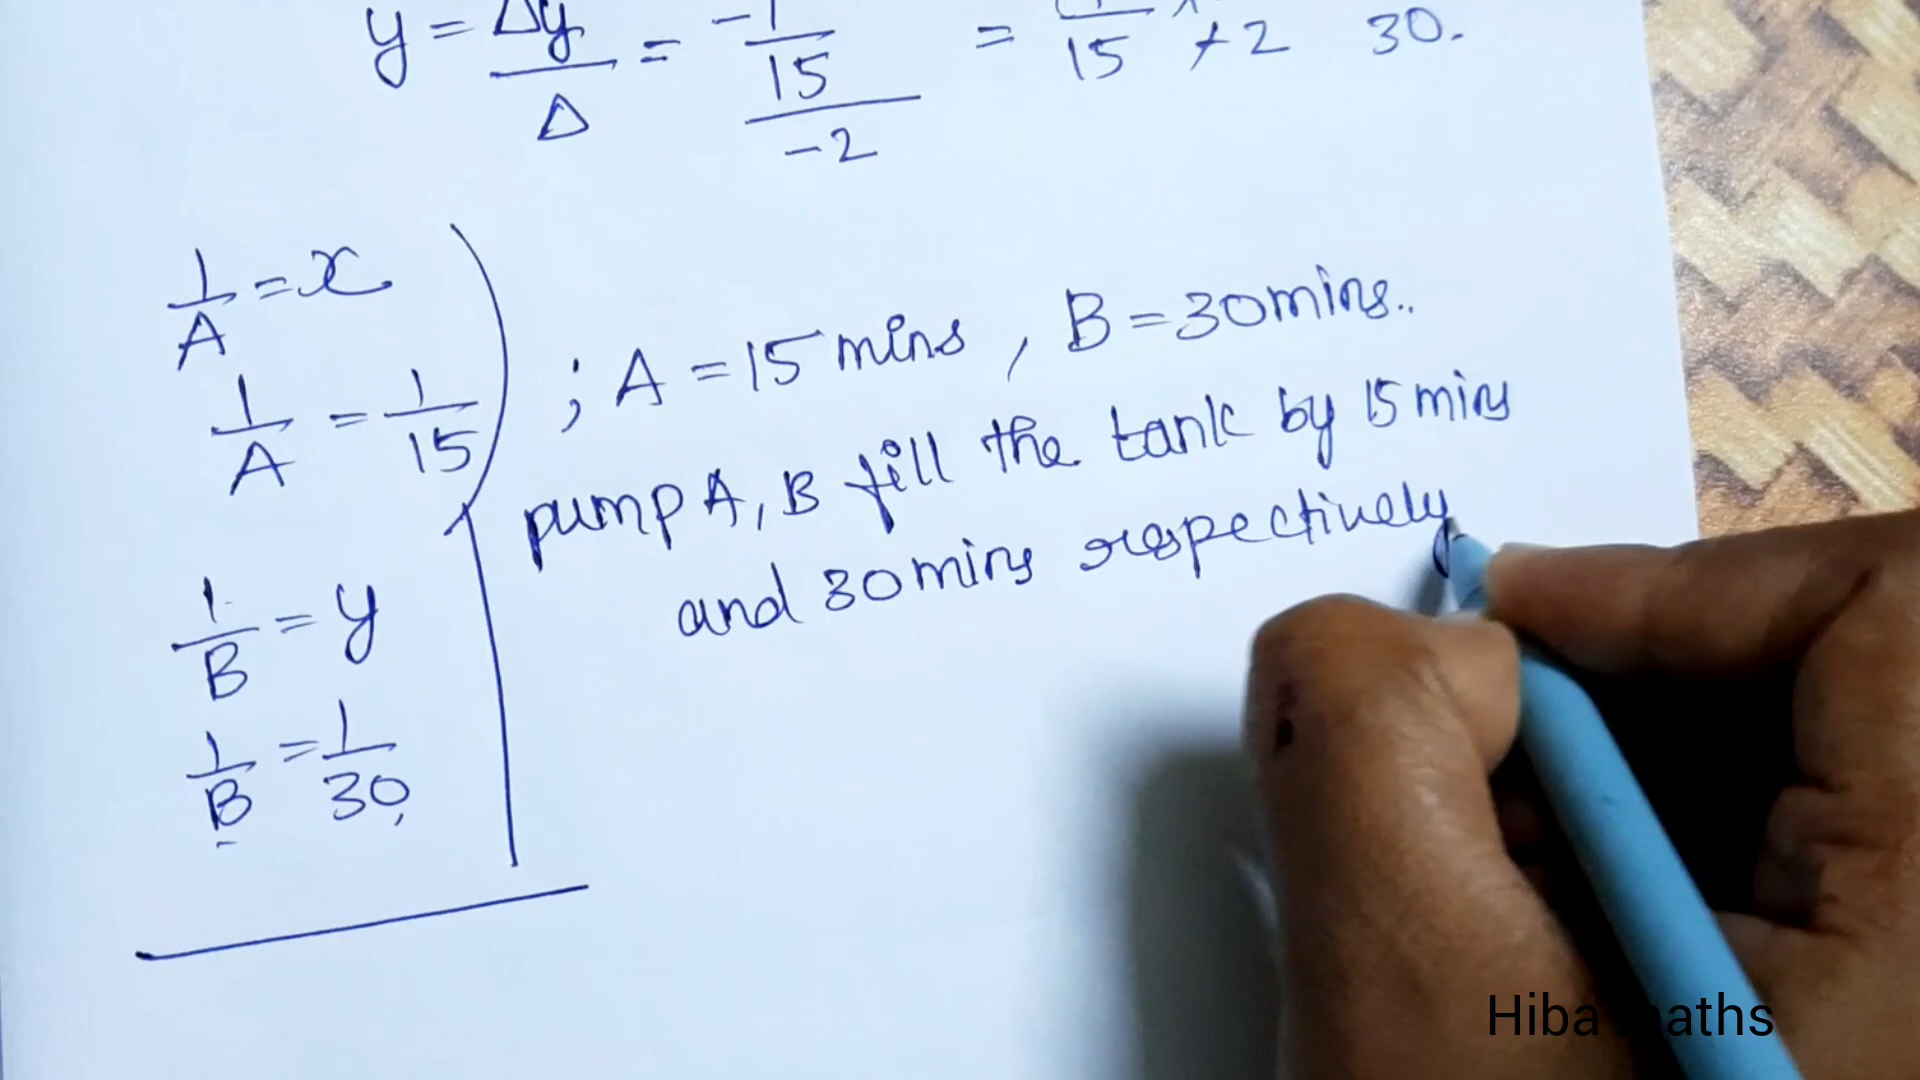 y = Δy / Δ = -1/15 / -2 = 1/15 × +2 30.
1/A = x
1/A = 1/15
; A = 15 mins , B = 30 mins..
pump A, B fill the tank by 15 mins
and 30 mins respectively
1/B = y
1/B = 1/30,
Hiba maths